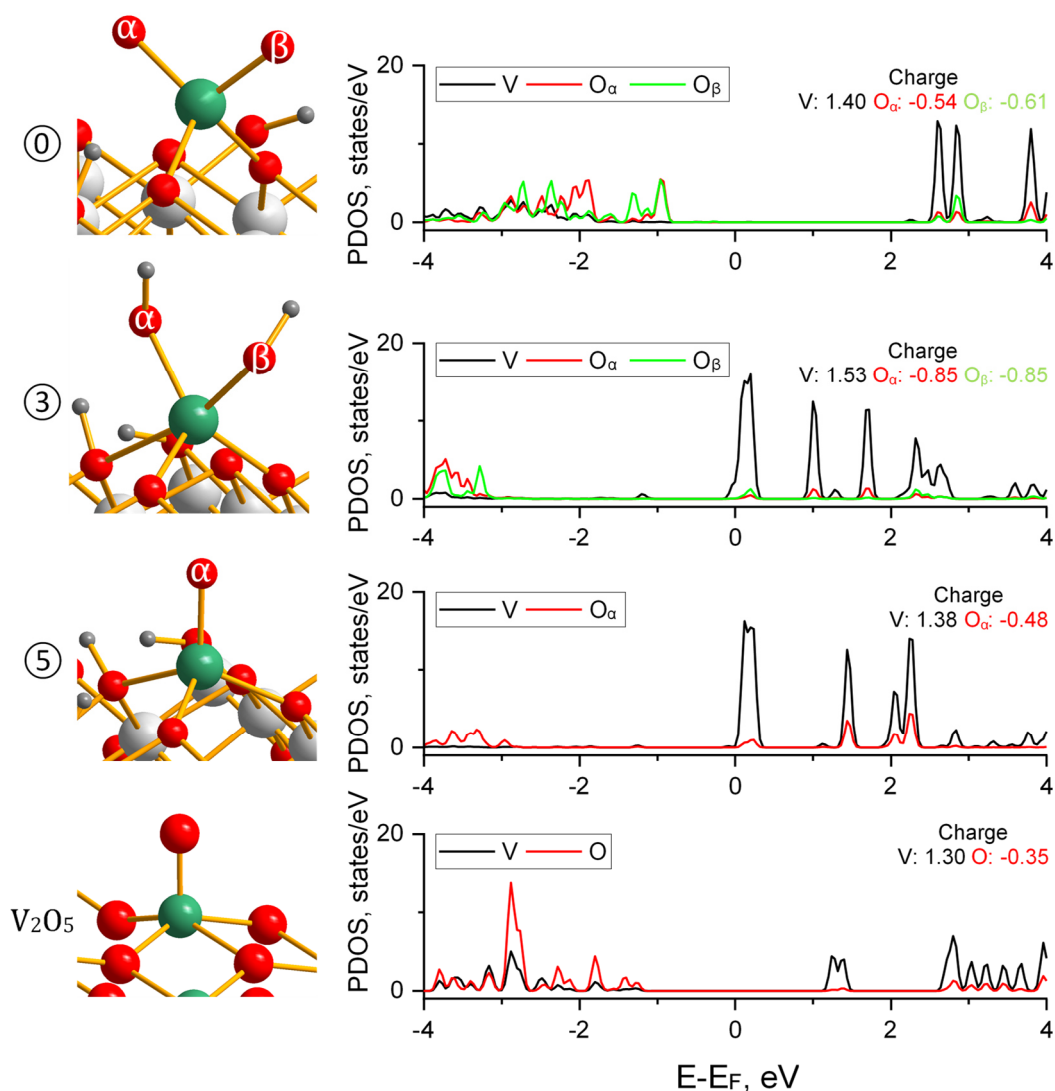 ⓪
α
β
PDOS, states/eV
20
0
V Oα Oβ
Charge
V: 1.40 Oα: -0.54 Oβ: -0.61
-4 -2 0 2 4
③
α
β
PDOS, states/eV
20
0
V Oα Oβ
Charge
V: 1.53 Oα: -0.85 Oβ: -0.85
-4 -2 0 2 4
⑤
α
PDOS, states/eV
20
0
V Oα
Charge
V: 1.38 Oα: -0.48
-4 -2 0 2 4
V₂O₅
PDOS, states/eV
20
0
V O
Charge
V: 1.30 O: -0.35
-4 -2 0 2 4
E-EF, eV